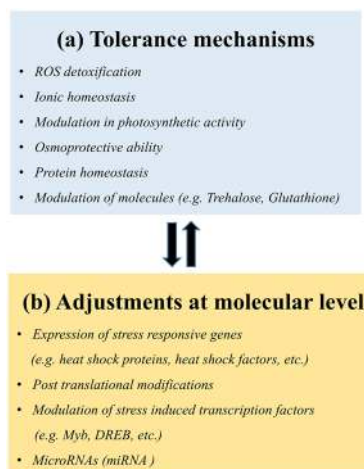 (a) Tolerance mechanisms
• ROS detoxification
• Ionic homeostasis
• Modulation in photosynthetic activity
• Osmoprotective ability
• Protein homeostasis
• Modulation of molecules (e.g. Trehalose, Glutathione)
(b) Adjustments at molecular level
• Expression of stress responsive genes
(e.g. heat shock proteins, heat shock factors, etc.)
• Post translational modifications
• Modulation of stress induced transcription factors
(e.g. Myb, DREB, etc.)
• MicroRNAs (miRNA )